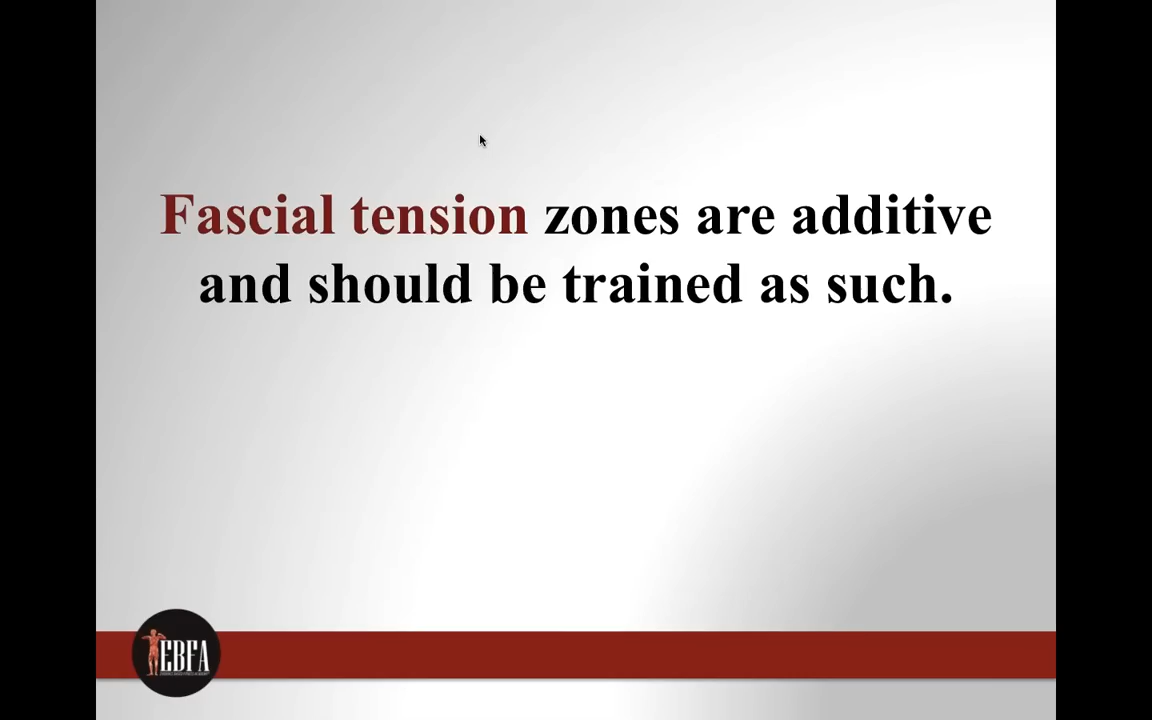 Fascial tension zones are additive
and should be trained as such.
EBFA